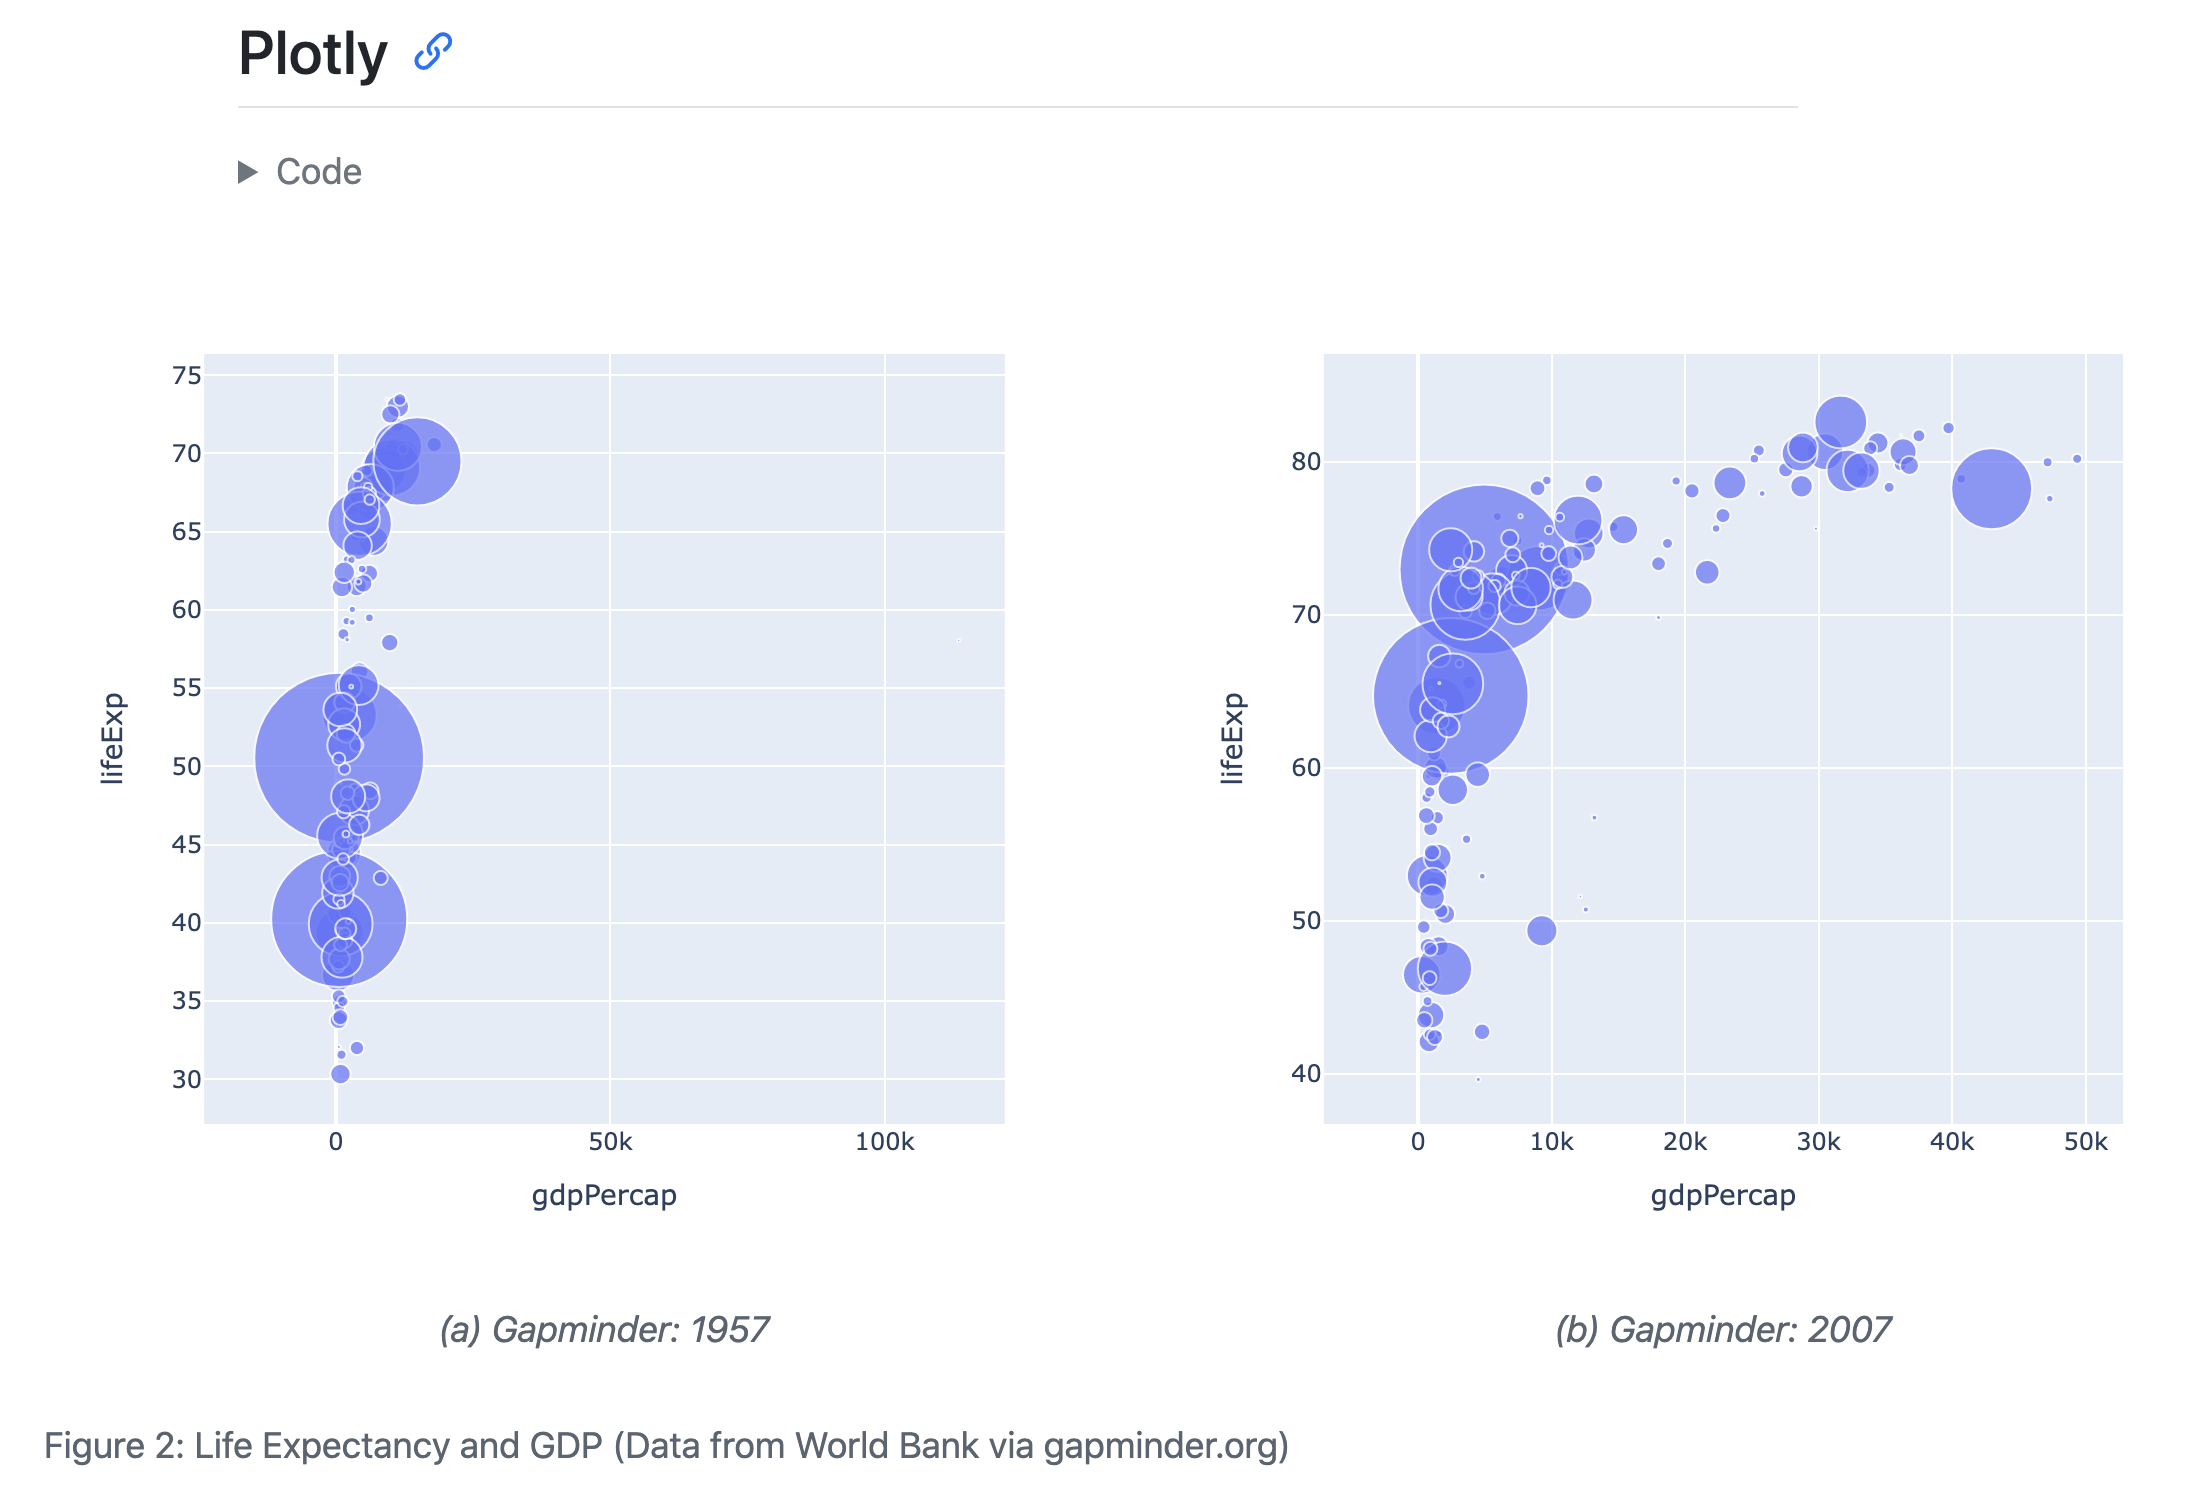 Plotly
Code
75
70
65
60
55
50
45
40
35
30
lifeExp
0 50k 100k
gdpPercap
(a) Gapminder: 1957
80
70
60
50
40
lifeExp
0 10k 20k 30k 40k 50k
gdpPercap
(b) Gapminder: 2007
Figure 2: Life Expectancy and GDP (Data from World Bank via gapminder.org)